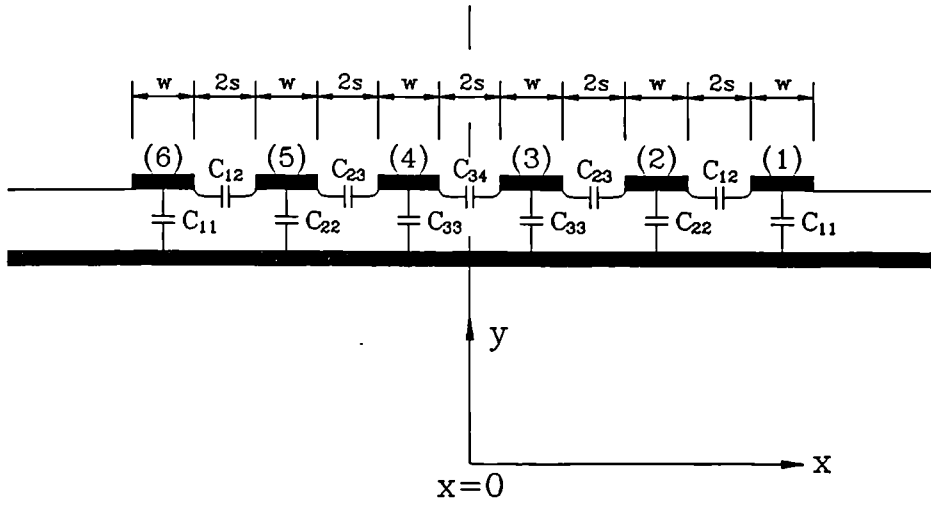 w 2s w 2s w 2s w 2s w 2s w
(6) (5) (4) (3) (2) (1)
C12 C23 C34 C23 C12
C11 C22 C33 C33 C22 C11
y
x
x=0